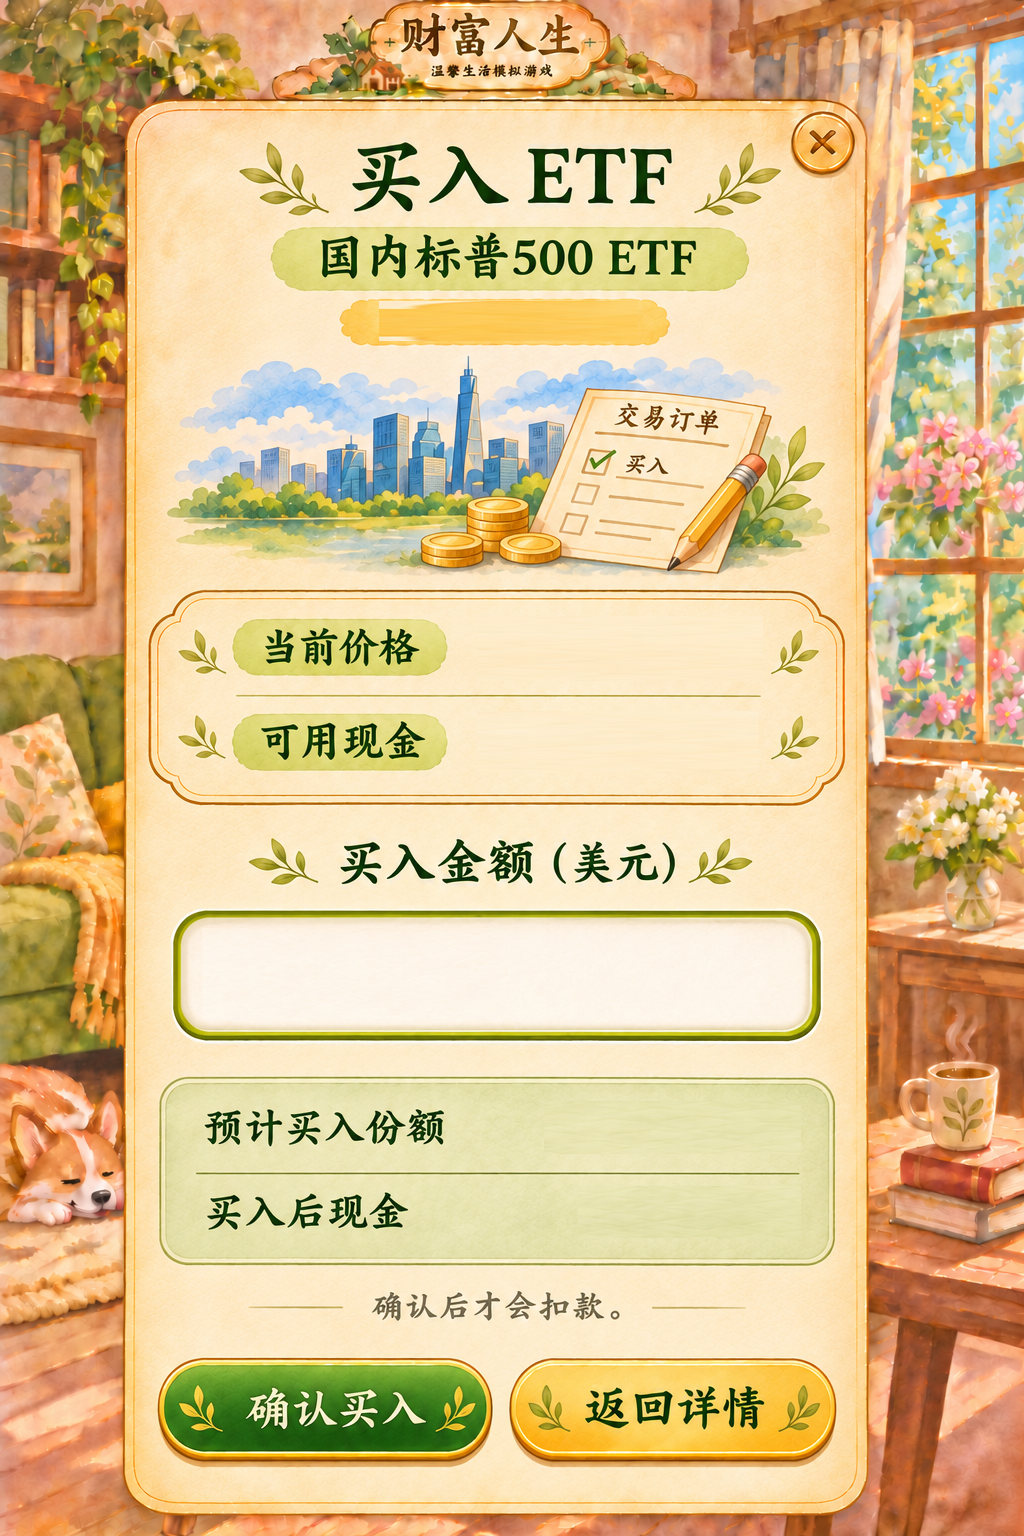 财富人生
温馨生活模拟游戏
买入 ETF
国内标普500 ETF
交易订单
买入
当前价格
可用现金
买入金额（美元）
预计买入份额
买入后现金
确认后才会扣款。
确认买入
返回详情